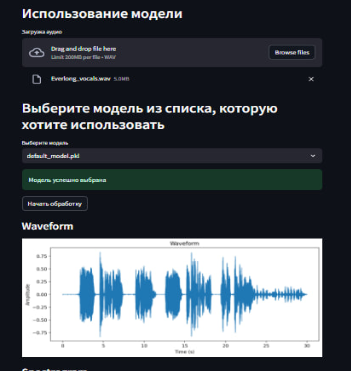 Использование модели
Загрузка аудио
Drag and drop file here
Limit 200MB per file • WAV
Browse files
Everlong_vocals.wav 5.0MB
Выберите модель из списка, которую
хотите использовать
Выберите модель
default_model.pkl
Модель успешно выбрана
Начать обработку
Waveform
Waveform
Amplitude
0.75
0.50
0.25
0.00
−0.25
−0.50
−0.75
0 5 10 15 20 25 30
Time (s)